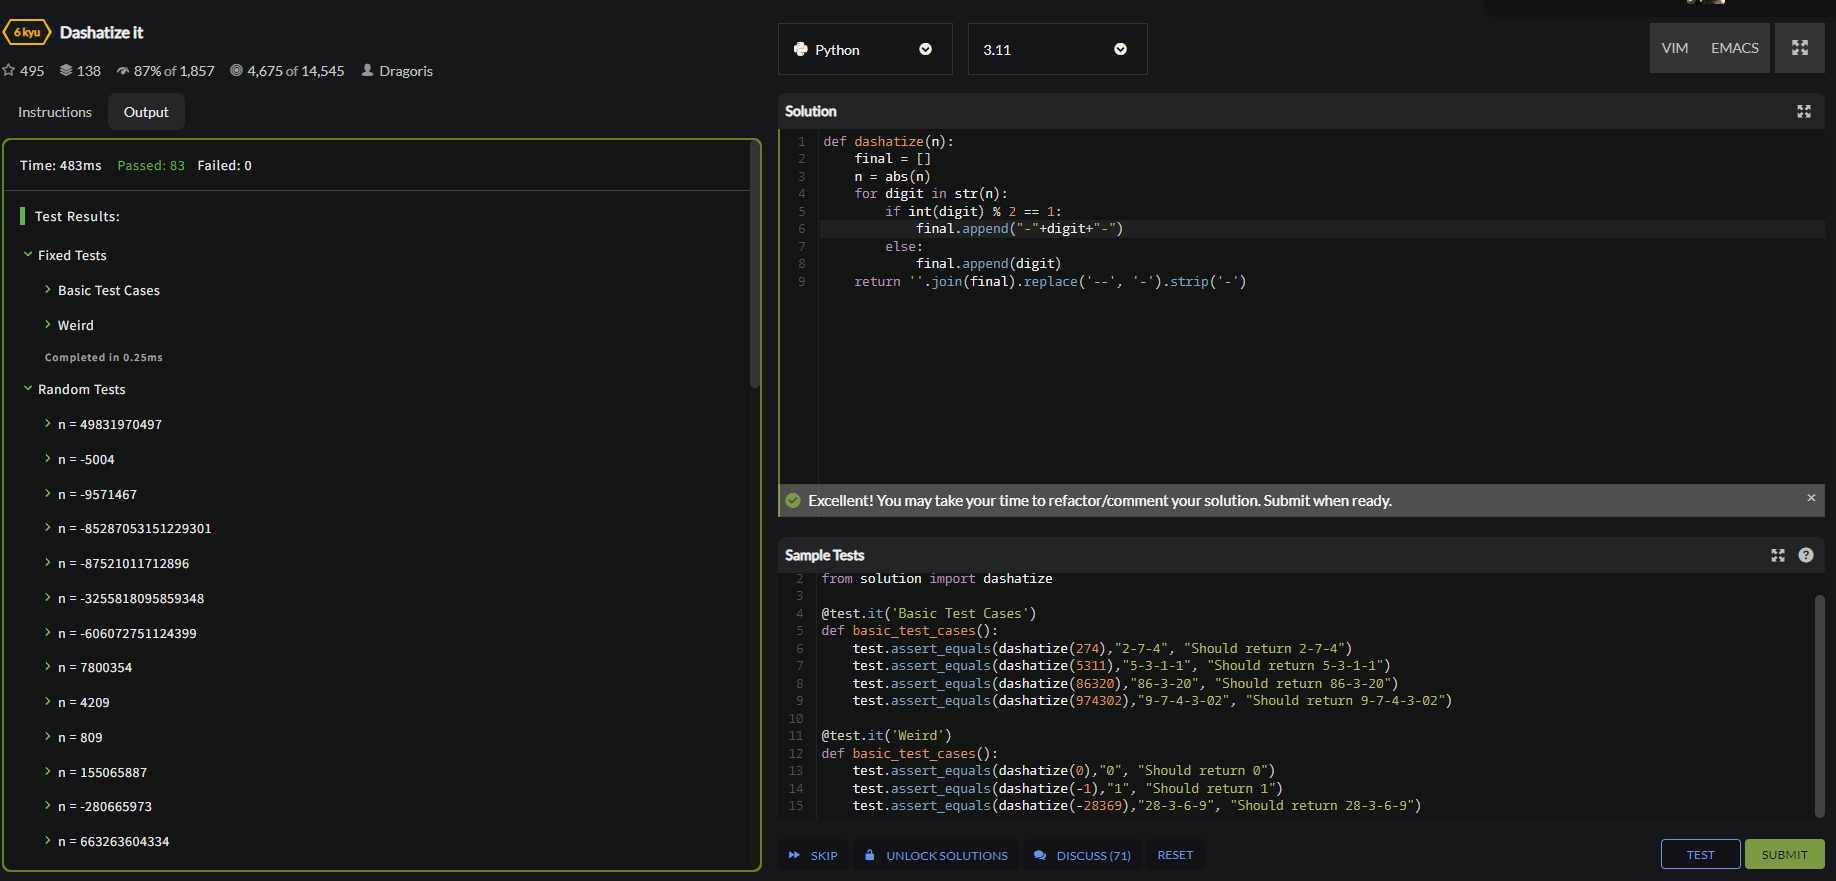 6 kyu Dashatize it
495 138 87% of 1,857 4,675 of 14,545 Dragoris
Instructions Output
Time: 483ms Passed: 83 Failed: 0
Test Results:
Fixed Tests
Basic Test Cases
Weird
Completed in 0.25ms
Random Tests
n = 49831970497
n = -5004
n = -9571467
n = -85287053151229301
n = -87521011712896
n = -3255818095859348
n = -606072751124399
n = 7800354
n = 4209
n = 809
n = 155065887
n = -280665973
n = 663263604334
Python 3.11 VIM EMACS
Solution
1 def dashatize(n):
2     final = []
3     n = abs(n)
4     for digit in str(n):
5         if int(digit) % 2 == 1:
6             final.append("-"+digit+"-")
7         else:
8             final.append(digit)
9     return ''.join(final).replace('--', '-').strip('-')
Excellent! You may take your time to refactor/comment your solution. Submit when ready. ×
Sample Tests ?
2 from solution import dashatize
3
4 @test.it('Basic Test Cases')
5 def basic_test_cases():
6     test.assert_equals(dashatize(274),"2-7-4", "Should return 2-7-4")
7     test.assert_equals(dashatize(5311),"5-3-1-1", "Should return 5-3-1-1")
8     test.assert_equals(dashatize(86320),"86-3-20", "Should return 86-3-20")
9     test.assert_equals(dashatize(974302),"9-7-4-3-02", "Should return 9-7-4-3-02")
10
11 @test.it('Weird')
12 def basic_test_cases():
13     test.assert_equals(dashatize(0),"0", "Should return 0")
14     test.assert_equals(dashatize(-1),"1", "Should return 1")
15     test.assert_equals(dashatize(-28369),"28-3-6-9", "Should return 28-3-6-9")
SKIP UNLOCK SOLUTIONS DISCUSS (71) RESET TEST SUBMIT